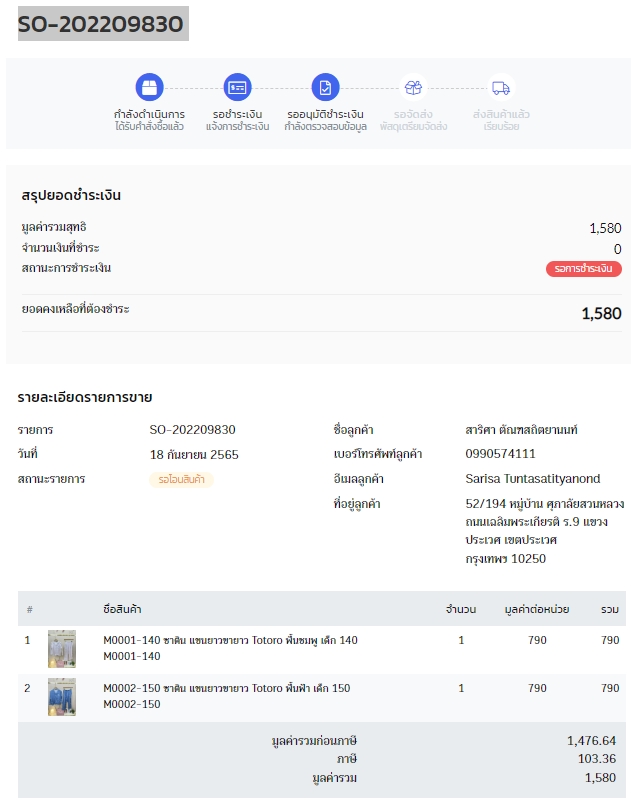 SO-202209830
กำลังดำเนินการ
ได้รับคำสั่งซื้อแล้ว
รอชำระเงิน
แจ้งการชำระเงิน
รออนุมัติชำระเงิน
กำลังตรวจสอบข้อมูล
รอจัดส่ง
พัสดุเตรียมจัดส่ง
ส่งสินค้าแล้ว
เรียบร้อย
สรุปยอดชำระเงิน
มูลค่ารวมสุทธิ 1,580
จำนวนเงินที่ชำระ 0
สถานะการชำระเงิน รอการชำระเงิน
ยอดคงเหลือที่ต้องชำระ 1,580
รายละเอียดรายการขาย
รายการ SO-202209830
วันที่ 18 กันยายน 2565
สถานะรายการ รอโอนสินค้า
ชื่อลูกค้า สาริศา ตัณฑสถิตยานนท์
เบอร์โทรศัพท์ลูกค้า 0990574111
อีเมลลูกค้า Sarisa Tuntasatityanond
ที่อยู่ลูกค้า 52/194 หมู่บ้าน ศุภาลัยสวนหลวง
ถนนเฉลิมพระเกียรติ ร.9 แขวง
ประเวศ เขตประเวศ
กรุงเทพฯ 10250
# ชื่อสินค้า จำนวน มูลค่าต่อหน่วย รวม
1 M0001-140 ซาติน แขนยาวขายาว Totoro พื้นชมพู เด็ก 140 1 790 790
M0001-140
2 M0002-150 ซาติน แขนยาวขายาว Totoro พื้นฟ้า เด็ก 150 1 790 790
M0002-150
มูลค่ารวมก่อนภาษี 1,476.64
ภาษี 103.36
มูลค่ารวม 1,580